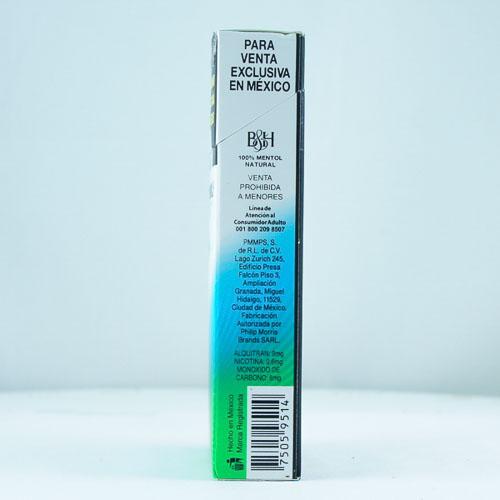 PARA
VENTA
EXCLUSIVA
EN MÉXICO
B&H
100% MENTOL
NATURAL
VENTA
PROHIBIDA
A MENORES
Línea de
Atención al
Consumidor Adulto
001 800 209 8507
PMMPS, S.
de R.L. de C.V.
Lago Zurich 245,
Edificio Presa
Falcón Piso 3,
Ampliación
Granada, Miguel
Hidalgo, 11529,
Ciudad de México.
Fabricación
Autorizada por
Philip Morris
Brands SARL.
ALQUITRÁN: 9mg
NICOTINA: 0.6mg
MONÓXIDO DE
CARBONO: 8mg
Hecho en México
Marca Registrada
75059514